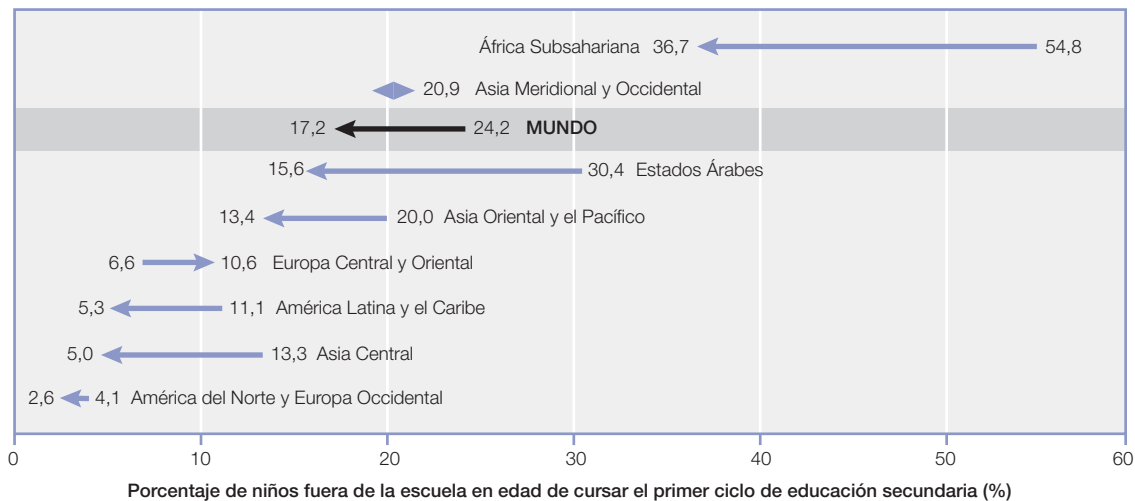 África Subsahariana 36,7 54,8
20,9 Asia Meridional y Occidental
17,2 24,2 MUNDO
15,6 30,4 Estados Árabes
13,4 20,0 Asia Oriental y el Pacífico
6,6 10,6 Europa Central y Oriental
5,3 11,1 América Latina y el Caribe
5,0 13,3 Asia Central
2,6 4,1 América del Norte y Europa Occidental
0 10 20 30 40 50 60
Porcentaje de niños fuera de la escuela en edad de cursar el primer ciclo de educación secundaria (%)